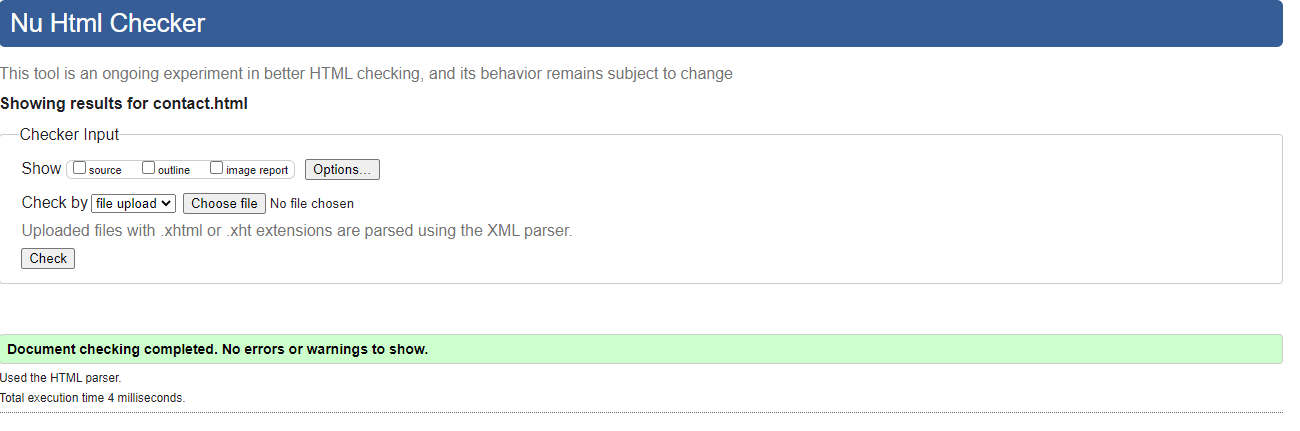 Nu Html Checker
This tool is an ongoing experiment in better HTML checking, and its behavior remains subject to change
Showing results for contact.html
Checker Input
Show source outline image report Options...
Check by file upload Choose file No file chosen
Uploaded files with .xhtml or .xht extensions are parsed using the XML parser.
Check
Document checking completed. No errors or warnings to show.
Used the HTML parser.
Total execution time 4 milliseconds.